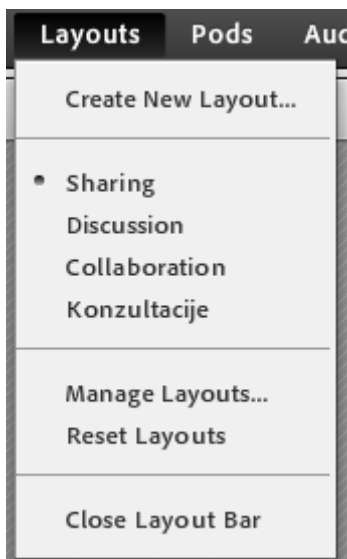 Layouts Pods
Create New Layout...
Sharing
Discussion
Collaboration
Konzultacije
Manage Layouts...
Reset Layouts
Close Layout Bar